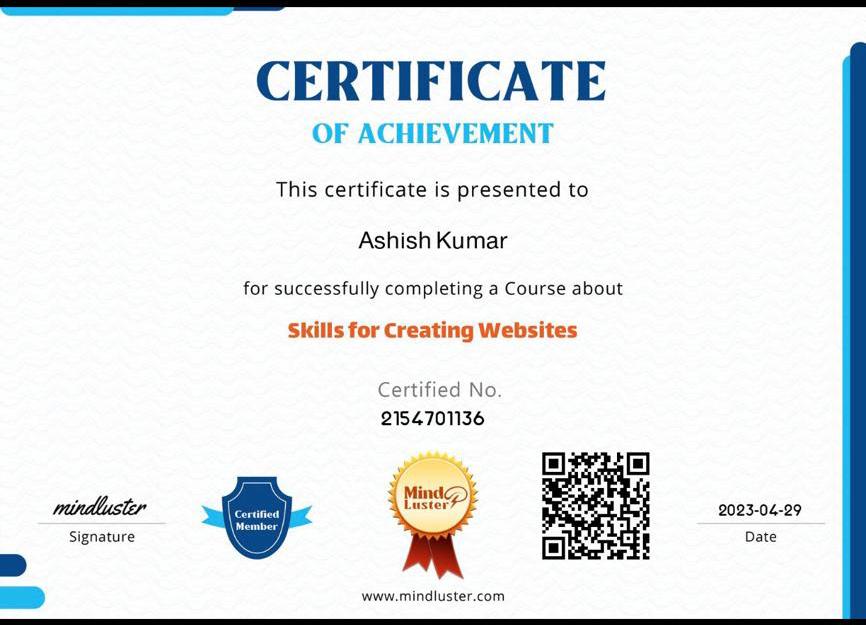 CERTIFICATE
OF ACHIEVEMENT
This certificate is presented to
Ashish Kumar
for successfully completing a Course about
Skills for Creating Websites
Certified No.
2154701136
mindluster
Signature
Certified
Member
Mind
Luster
2023-04-29
Date
www.mindluster.com